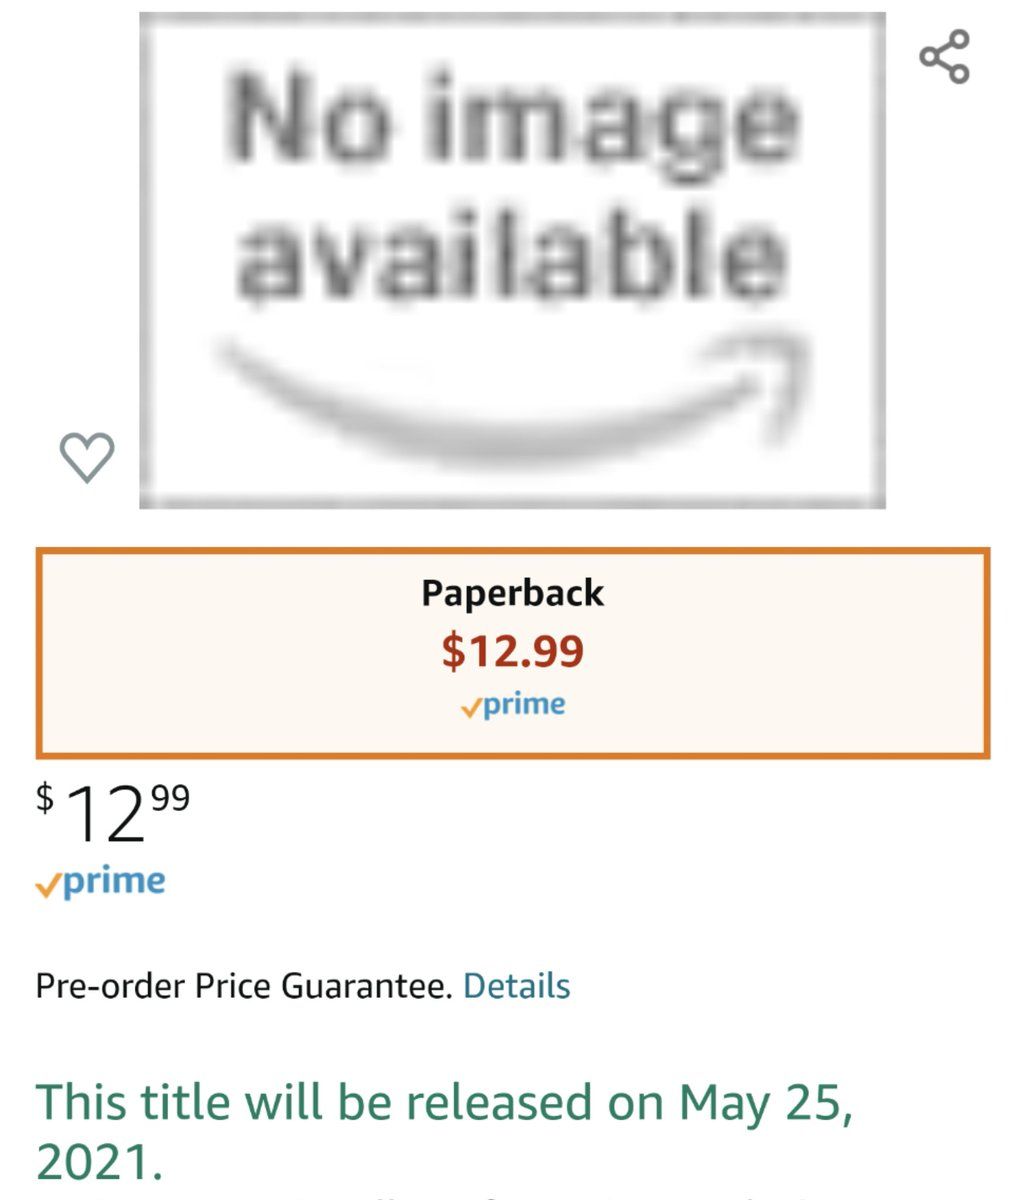 No image
available
Paperback
$12.99
prime
$12 99
prime
Pre-order Price Guarantee. Details
This title will be released on May 25,
2021.